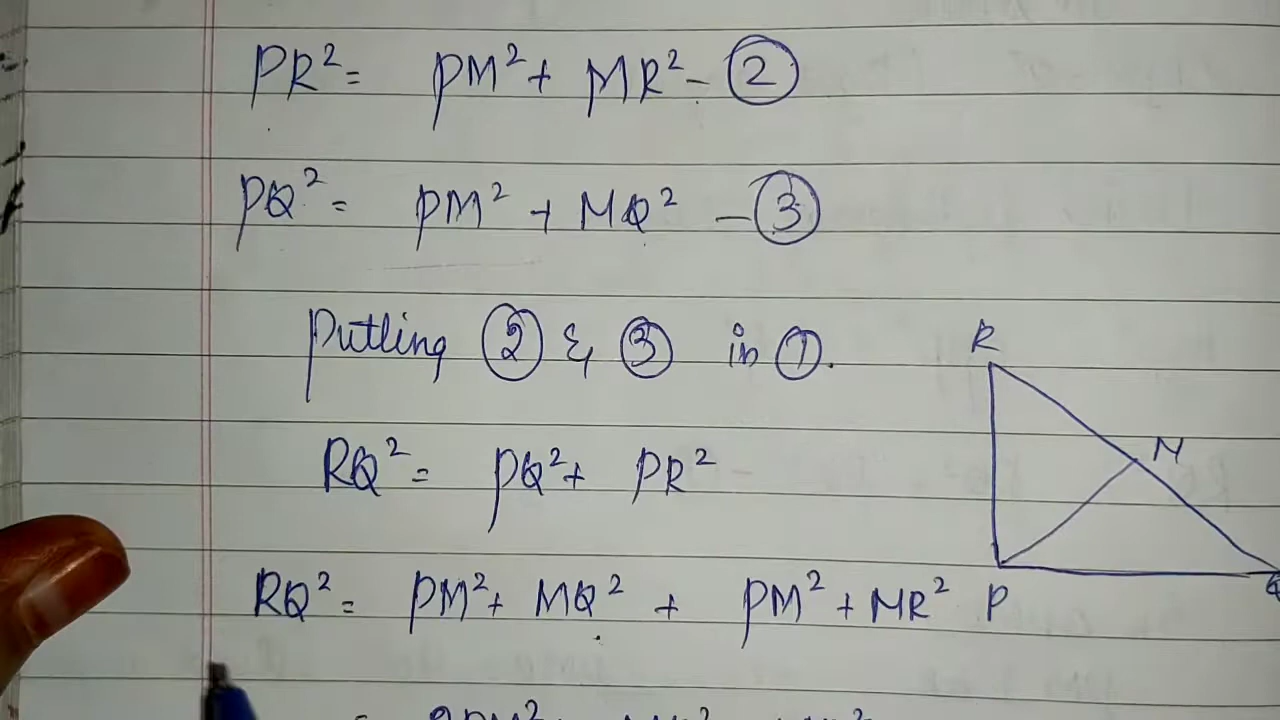 PR² = PM² + MR² - ②
PQ² = PM² + MQ² - ③
Putting ② & ③ in ①.
R
M
RQ² = PQ² + PR²
RQ² = PM² + MQ² + PM² + MR²
P
Q